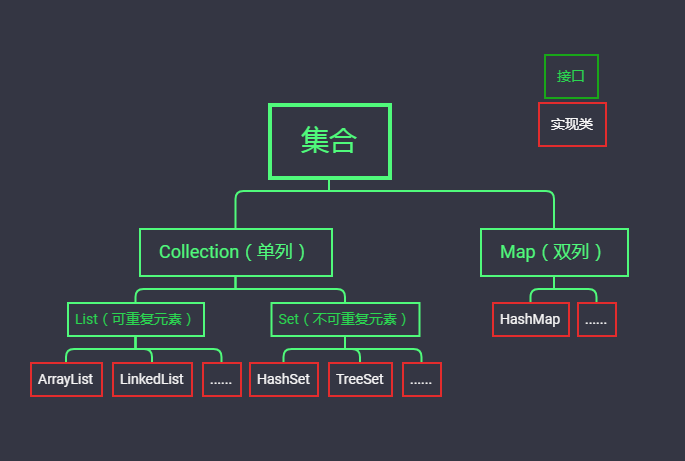 接口
实现类
集合
Collection（单列）
Map（双列）
List（可重复元素）
Set（不可重复元素）
HashMap
......
ArrayList
LinkedList
......
HashSet
TreeSet
......